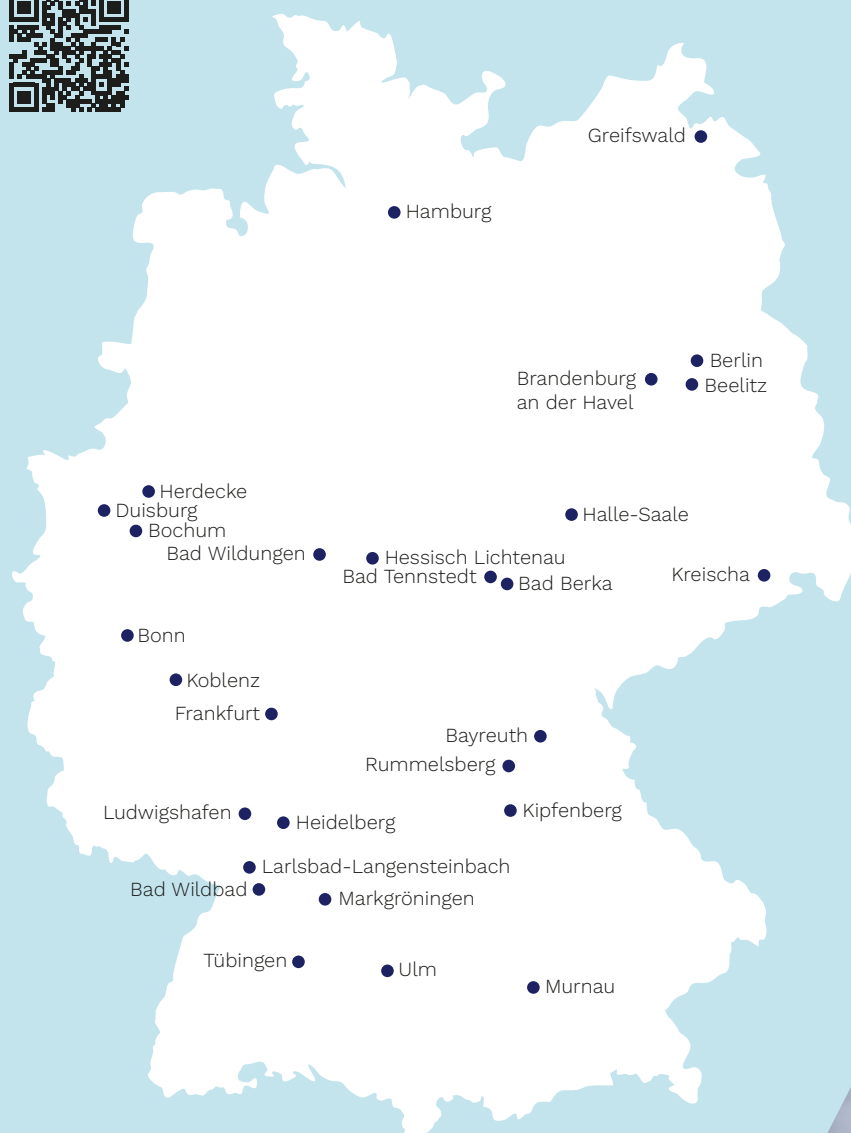 Greifswald
Hamburg
Berlin
Brandenburg
an der Havel
Beelitz
Herdecke
Duisburg
Halle-Saale
Bochum
Bad Wildungen
Hessisch Lichtenau
Bad Tennstedt
Bad Berka
Kreischa
Bonn
Koblenz
Frankfurt
Bayreuth
Rummelsberg
Ludwigshafen
Kipfenberg
Heidelberg
Larlsbad-Langensteinbach
Bad Wildbad
Markgröningen
Tübingen
Ulm
Murnau